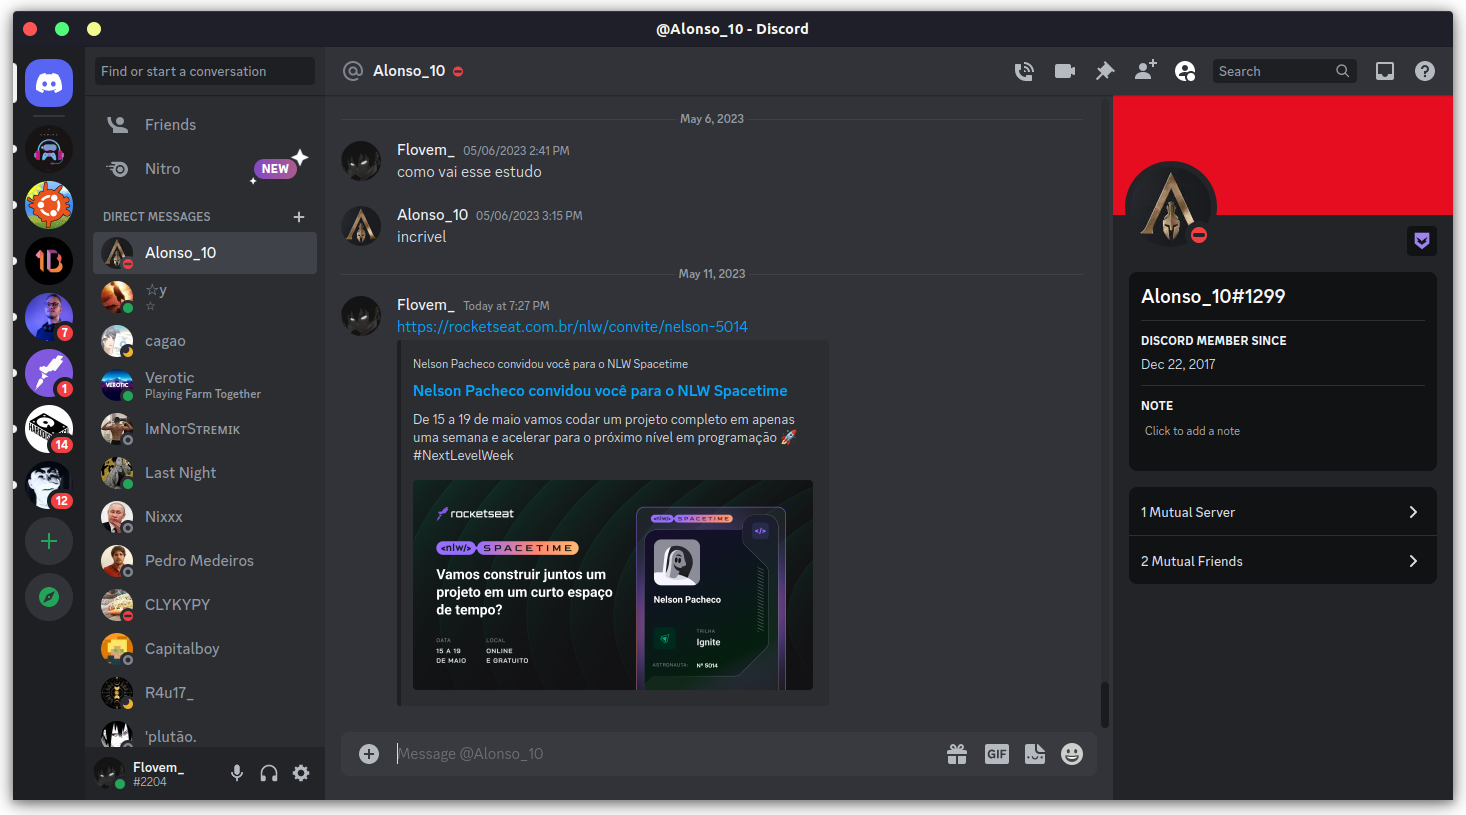 @Alonso_10 - Discord
Find or start a conversation
Friends
Nitro
NEW
DIRECT MESSAGES
Alonso_10
☆y
☆
cagao
Verotic
Playing Farm Together
IᴍNᴏᴛSᴛʀᴇᴍɪᴋ
Last Night
Nixxx
Pedro Medeiros
CLYKYPY
Capitalboy
R4u17_
'plutão.
Flovem_
#2204
7
1
14
12
VEROTIC
Alonso_10
Search
May 6, 2023
Flovem_ 05/06/2023 2:41 PM
como vai esse estudo
Alonso_10 05/06/2023 3:15 PM
incrivel
May 11, 2023
Flovem_ Today at 7:27 PM
https://rocketseat.com.br/nlw/convite/nelson-5014
Nelson Pacheco convidou você para o NLW Spacetime
Nelson Pacheco convidou você para o NLW Spacetime
De 15 a 19 de maio vamos codar um projeto completo em apenas
uma semana e acelerar para o próximo nível em programação 🚀
#NextLevelWeek
rocketseat
<nlw/> SPACETIME
Vamos construir juntos um
projeto em um curto espaço
de tempo?
DATA
15 A 19
DE MAIO
LOCAL
ONLINE
E GRATUITO
<nlw/> SPACETIME
</>
Nelson Pacheco
TRILHA
Ignite
ASTRONAUTA: Nº 5014
Message @Alonso_10
GIF
Alonso_10#1299
DISCORD MEMBER SINCE
Dec 22, 2017
NOTE
Click to add a note
1 Mutual Server
2 Mutual Friends